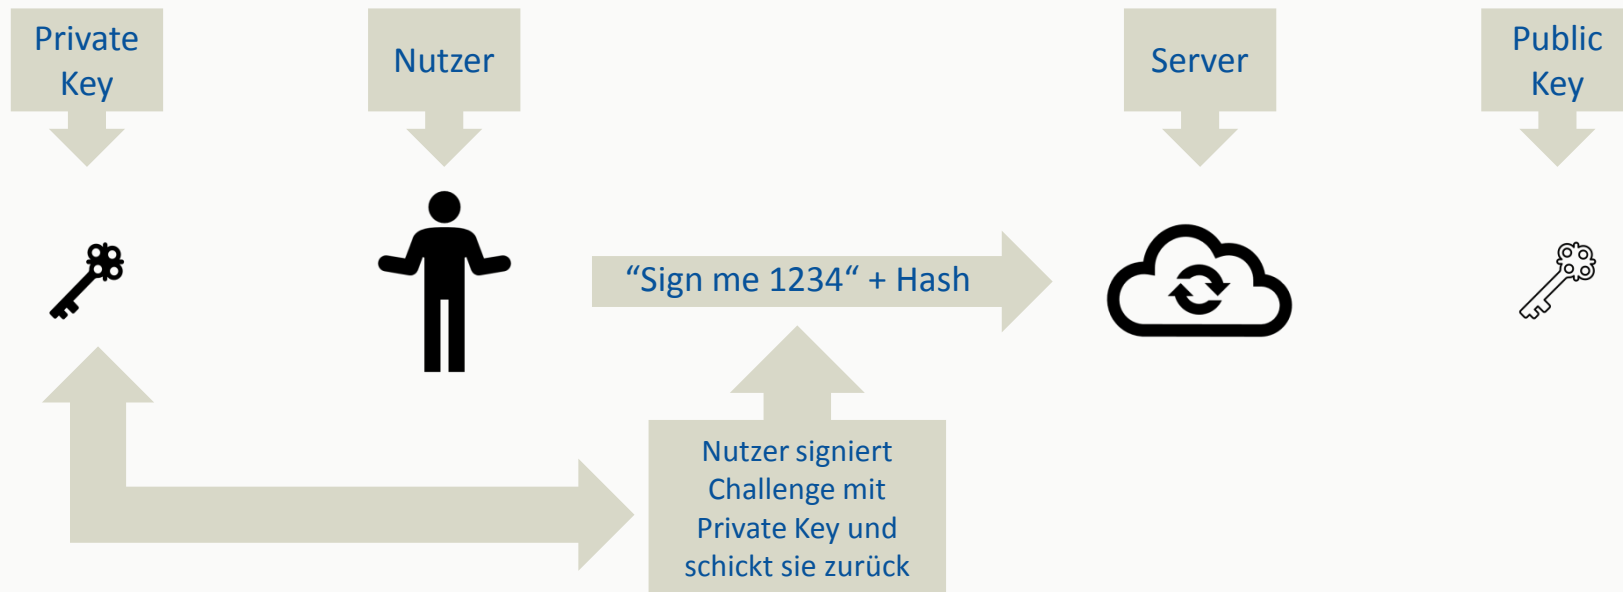 Private
Key
Nutzer
Server
Public
Key
“Sign me 1234“ + Hash
Nutzer signiert
Challenge mit
Private Key und
schickt sie zurück